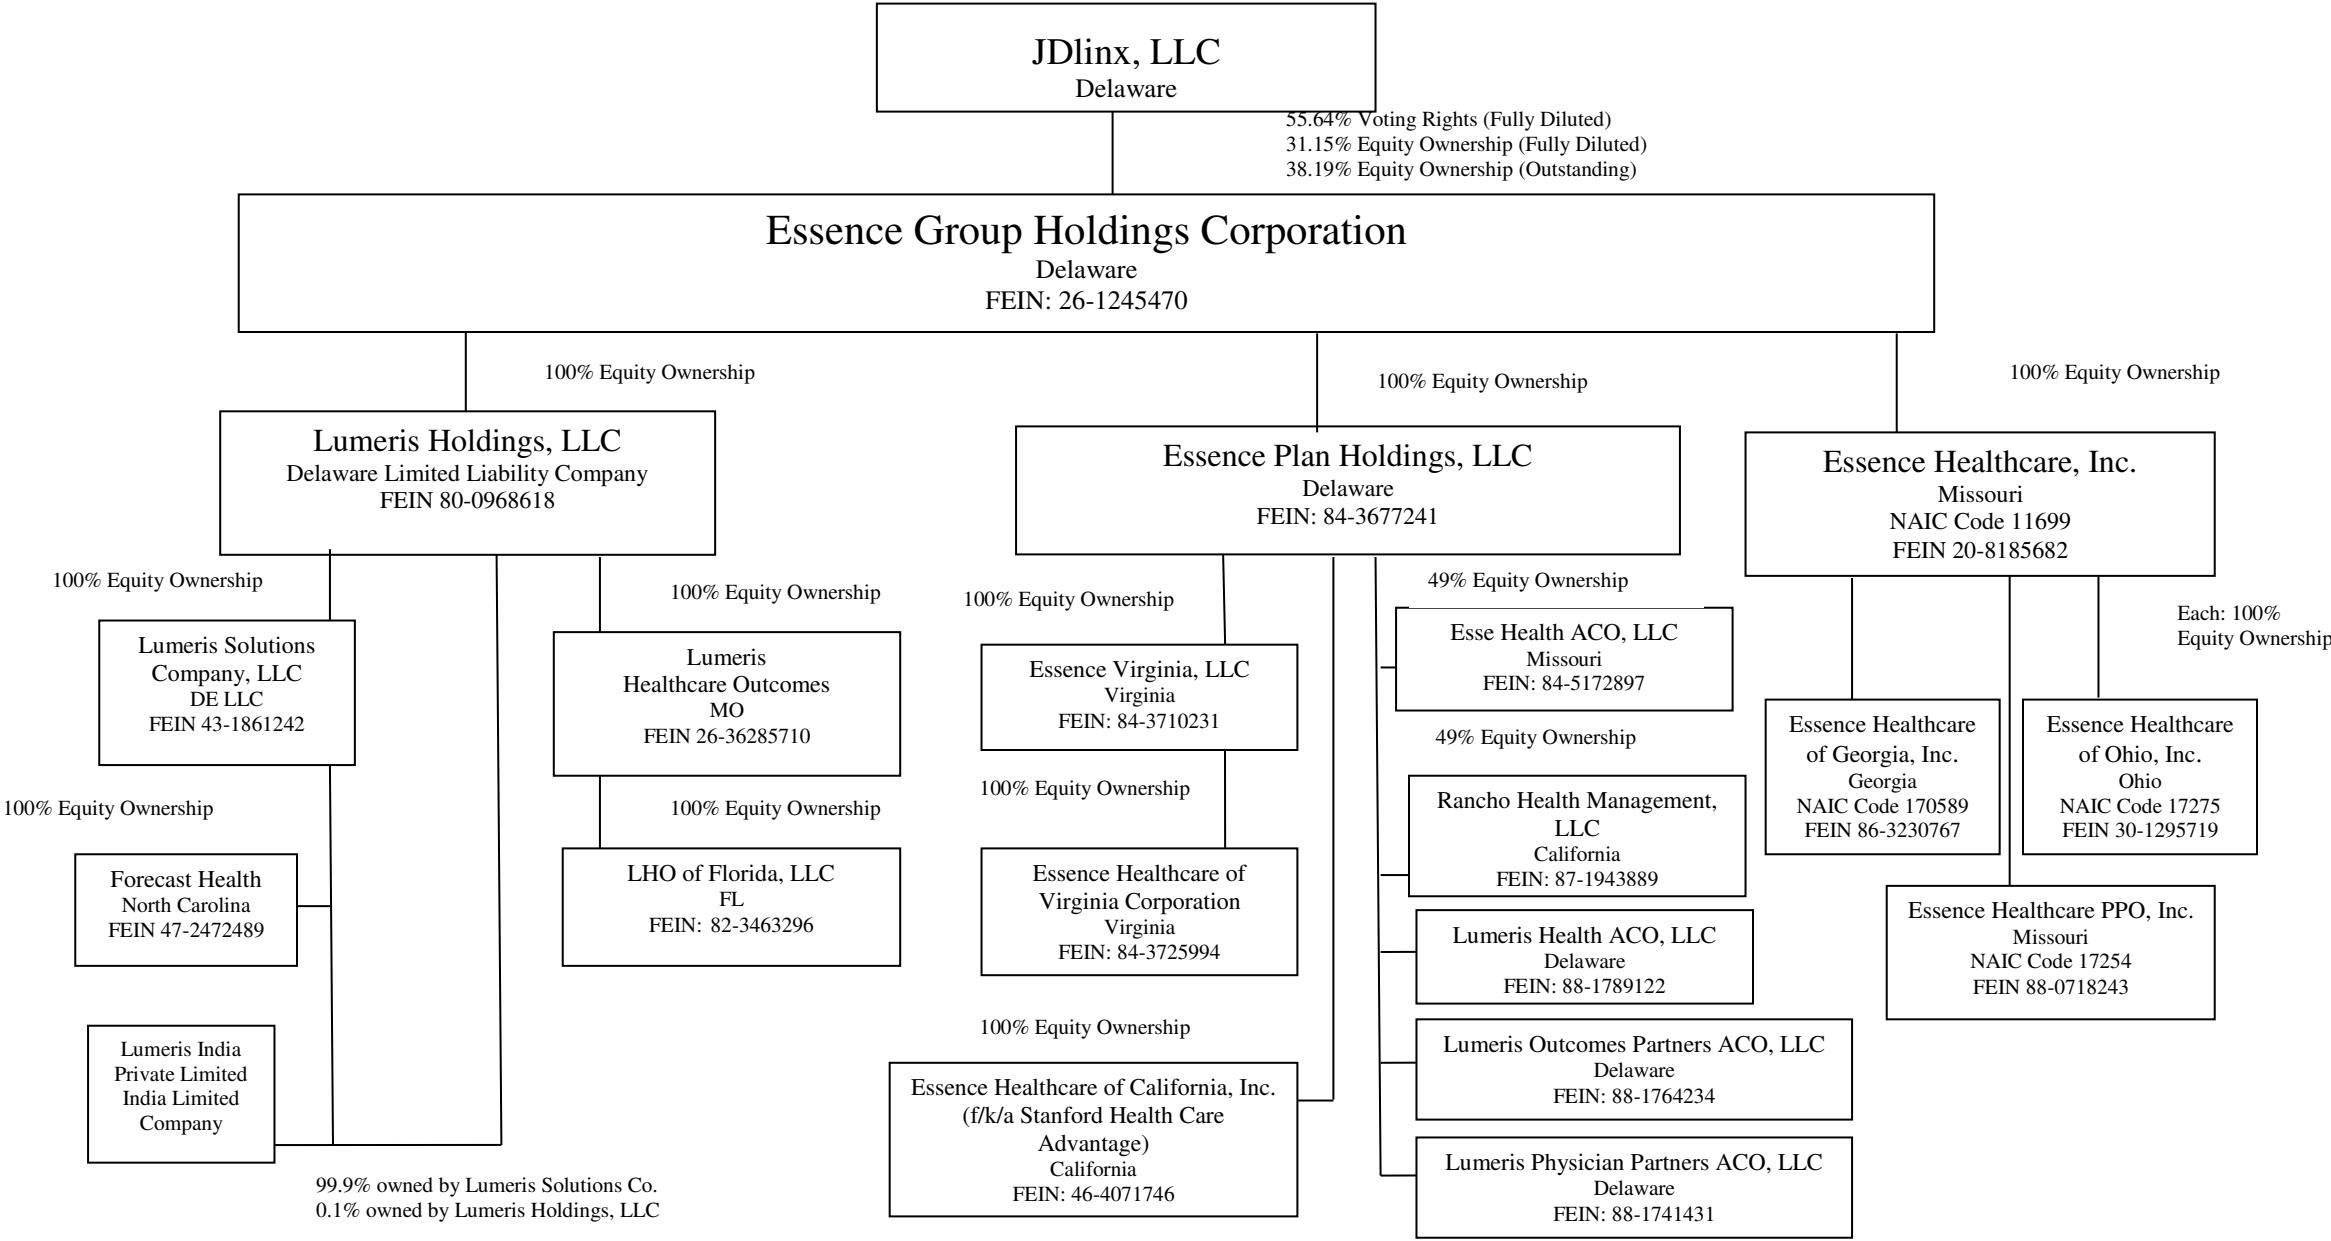 JDlinx, LLC
Delaware
55.64% Voting Rights (Fully Diluted)
31.15% Equity Ownership (Fully Diluted)
38.19% Equity Ownership (Outstanding)
Essence Group Holdings Corporation
Delaware
FEIN: 26-1245470
100% Equity Ownership
100% Equity Ownership
100% Equity Ownership
Lumeris Holdings, LLC
Delaware Limited Liability Company
FEIN 80-0968618
Essence Plan Holdings, LLC
Delaware
FEIN: 84-3677241
Essence Healthcare, Inc.
Missouri
NAIC Code 11699
FEIN 20-8185682
100% Equity Ownership
100% Equity Ownership
100% Equity Ownership
49% Equity Ownership
Each: 100%
Equity Ownership
Lumeris Solutions
Company, LLC
DE LLC
FEIN 43-1861242
Lumeris
Healthcare Outcomes
MO
FEIN 26-36285710
Essence Virginia, LLC
Virginia
FEIN: 84-3710231
Esse Health ACO, LLC
Missouri
FEIN: 84-5172897
49% Equity Ownership
Essence Healthcare
of Georgia, Inc.
Georgia
NAIC Code 170589
FEIN 86-3230767
Essence Healthcare
of Ohio, Inc.
Ohio
NAIC Code 17275
FEIN 30-1295719
100% Equity Ownership
100% Equity Ownership
100% Equity Ownership
Rancho Health Management,
LLC
California
FEIN: 87-1943889
Forecast Health
North Carolina
FEIN 47-2472489
LHO of Florida, LLC
FL
FEIN: 82-3463296
Essence Healthcare of
Virginia Corporation
Virginia
FEIN: 84-3725994
Lumeris Health ACO, LLC
Delaware
FEIN: 88-1789122
Essence Healthcare PPO, Inc.
Missouri
NAIC Code 17254
FEIN 88-0718243
100% Equity Ownership
Lumeris India
Private Limited
India Limited
Company
Essence Healthcare of California, Inc.
(f/k/a Stanford Health Care
Advantage)
California
FEIN: 46-4071746
Lumeris Outcomes Partners ACO, LLC
Delaware
FEIN: 88-1764234
Lumeris Physician Partners ACO, LLC
Delaware
FEIN: 88-1741431
99.9% owned by Lumeris Solutions Co.
0.1% owned by Lumeris Holdings, LLC